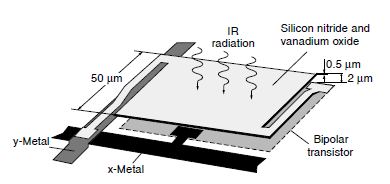 IR
radiation
Silicon nitride and
vanadium oxide
0.5 μm
2 μm
50 μm
y-Metal
x-Metal
Bipolar
transistor